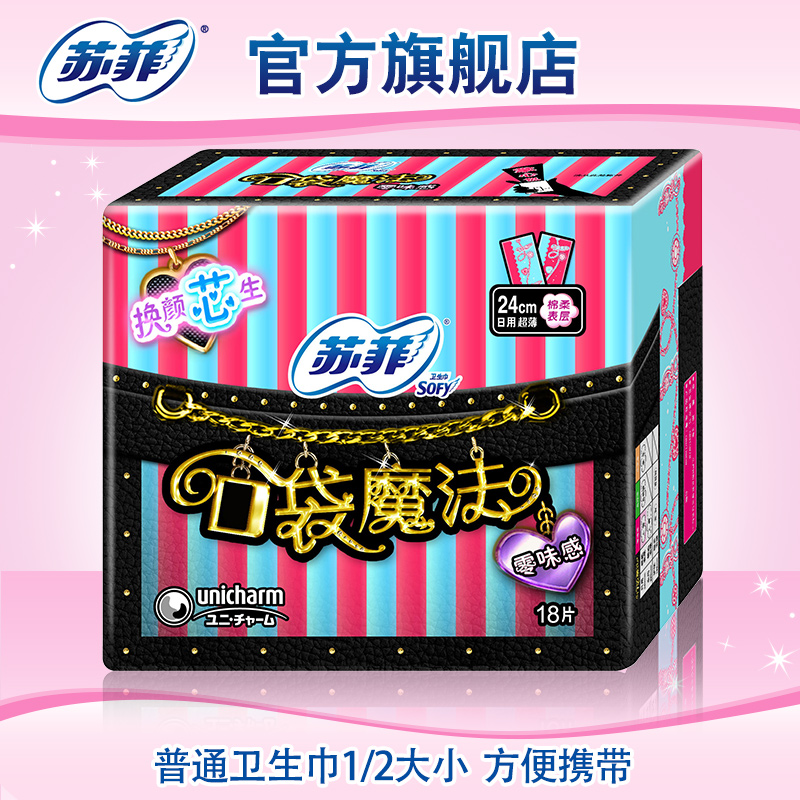 苏菲® 官方旗舰店
口袋魔法
零味感
换颜芯生
24cm
日用超薄
棉柔
表层
苏菲®
卫生巾
SOFY
口袋魔法
零味感
unicharm
ユニ・チャーム
18片
普通卫生巾1/2大小 方便携带